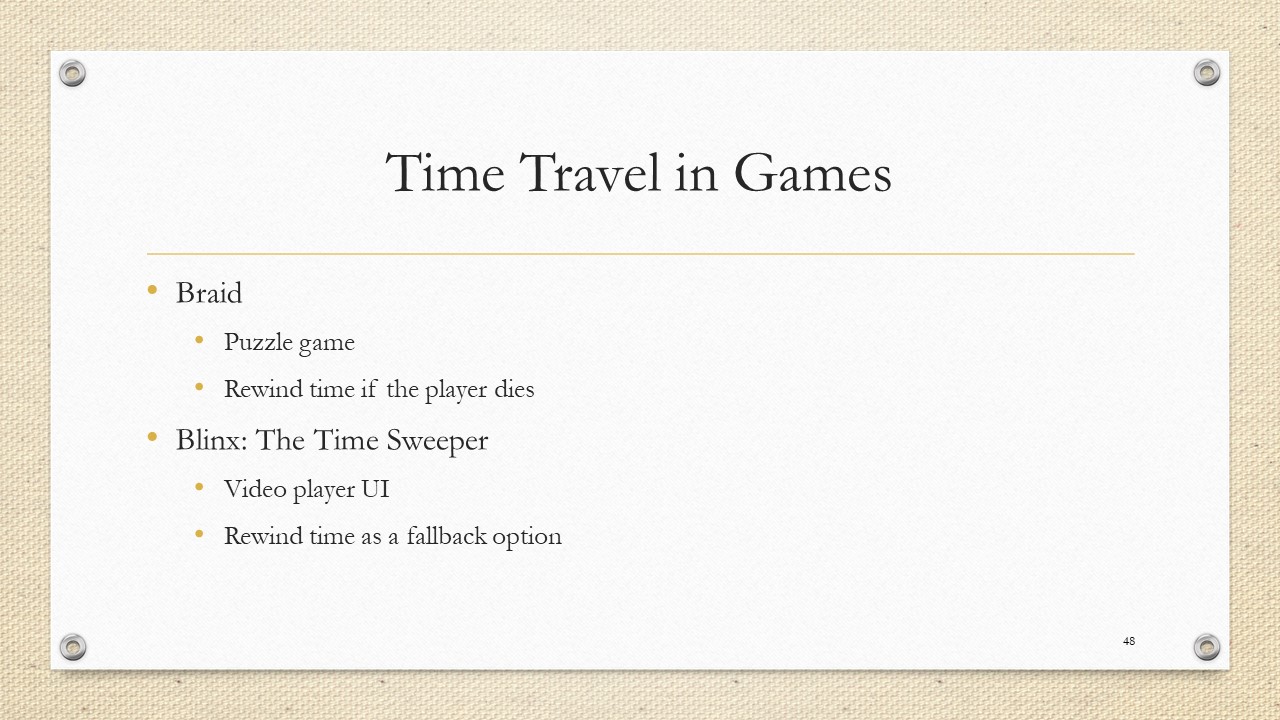 Time Travel in Games
• Braid
• Puzzle game
• Rewind time if the player dies
• Blinx: The Time Sweeper
• Video player UI
• Rewind time as a fallback option
48